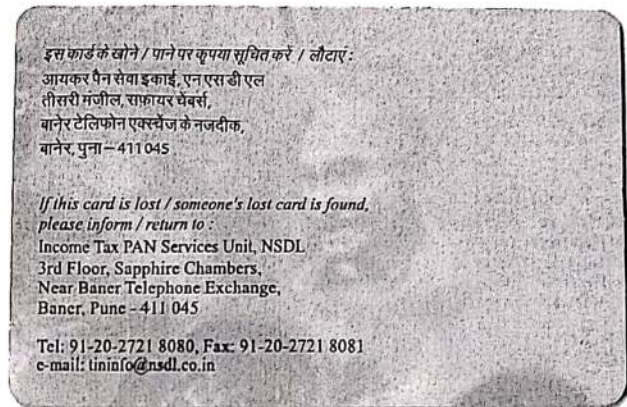 इस कार्ड के खोने / पाने पर कृपया सूचित करें / लौटाएं :
आयकर पैन सेवा इकाई, एन एस डी एल
तीसरी मंजील, सफ़ायर चेंबर्स,
बानेर टेलिफोन एक्स्चेंज के नजदीक,
बानेर, पुना – 411045
If this card is lost / someone's lost card is found,
please inform / return to :
Income Tax PAN Services Unit, NSDL
3rd Floor, Sapphire Chambers,
Near Baner Telephone Exchange,
Baner, Pune - 411 045
Tel: 91-20-2721 8080, Fax: 91-20-2721 8081
e-mail: tininfo@nsdl.co.in